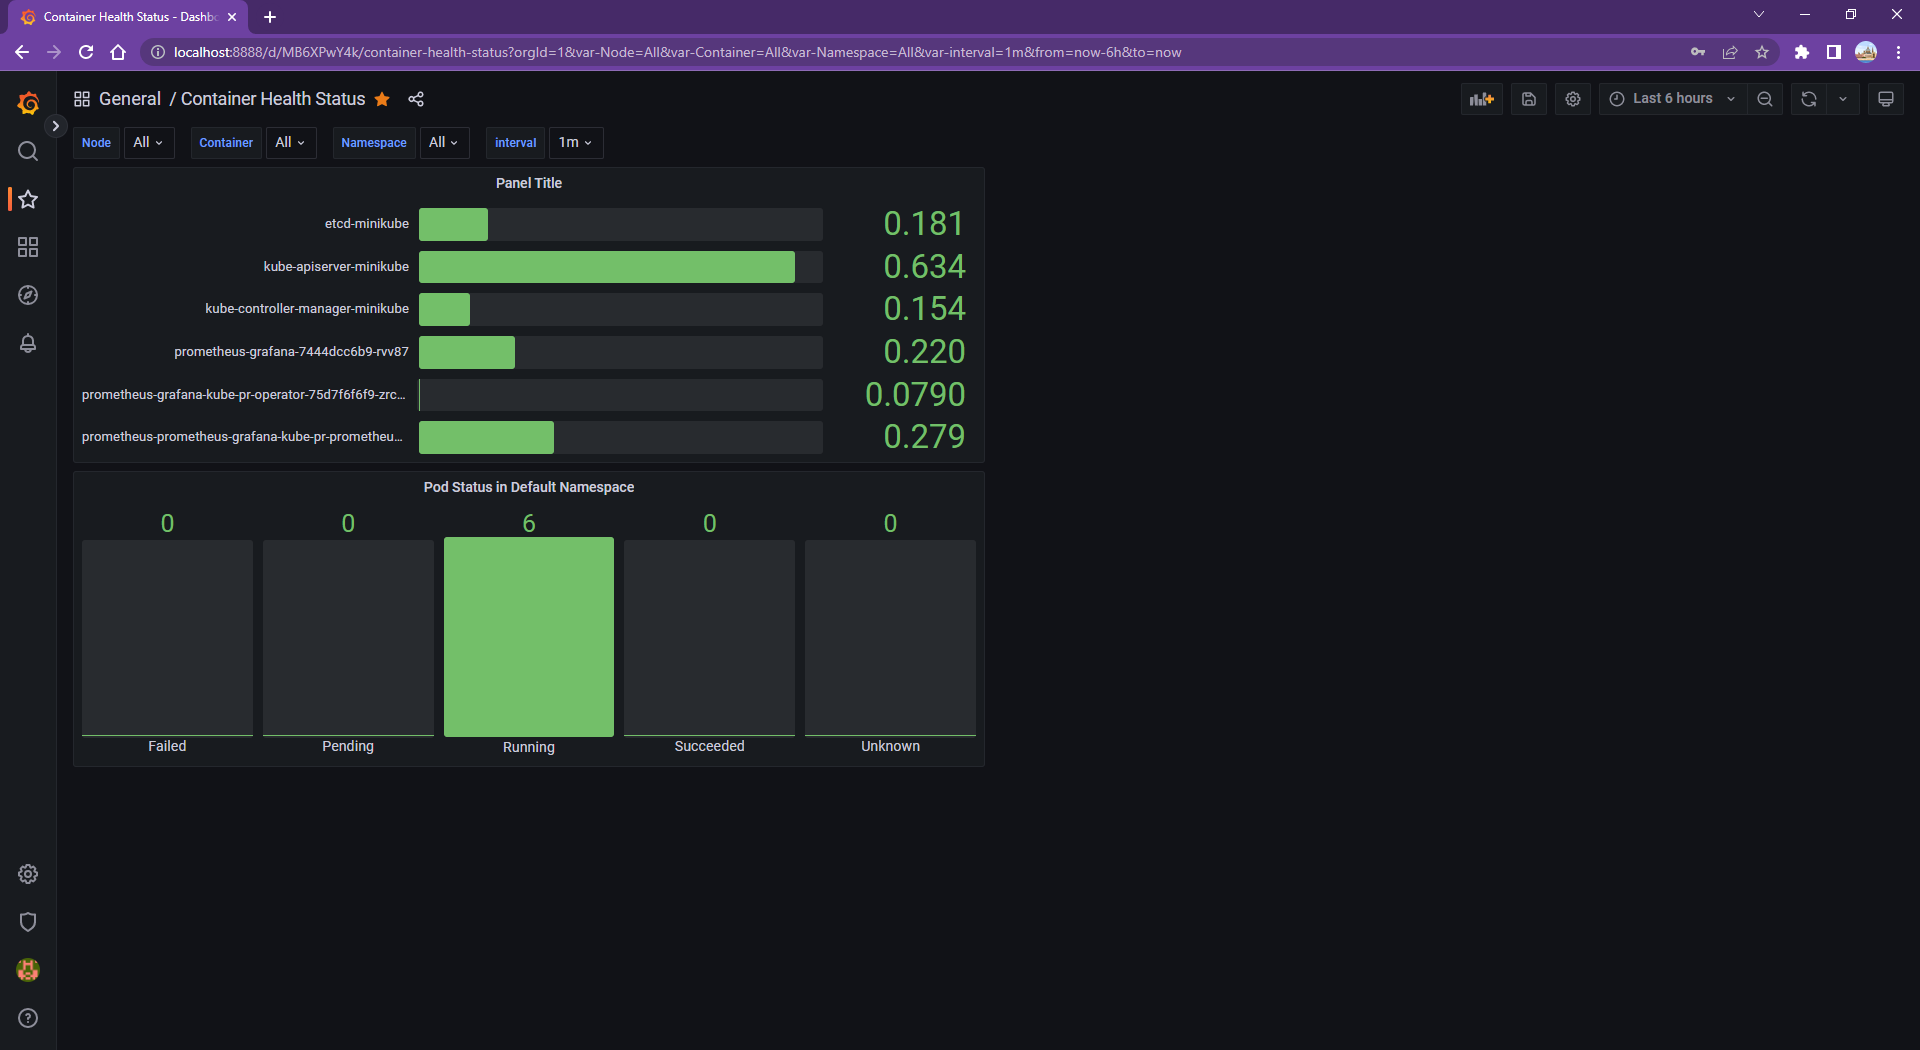 Container Health Status - Dashbo
localhost:8888/d/MB6XPwY4k/container-health-status?orgId=1&var-Node=All&var-Container=All&var-Namespace=All&var-interval=1m&from=now-6h&to=now
General / Container Health Status
Last 6 hours
Node All Container All Namespace All interval 1m
Panel Title
etcd-minikube 0.181
kube-apiserver-minikube 0.634
kube-controller-manager-minikube 0.154
prometheus-grafana-7444dcc6b9-rvv87 0.220
prometheus-grafana-kube-pr-operator-75d7f6f6f9-zrc... 0.0790
prometheus-prometheus-grafana-kube-pr-prometheu... 0.279
Pod Status in Default Namespace
0 0 6 0 0
Failed Pending Running Succeeded Unknown